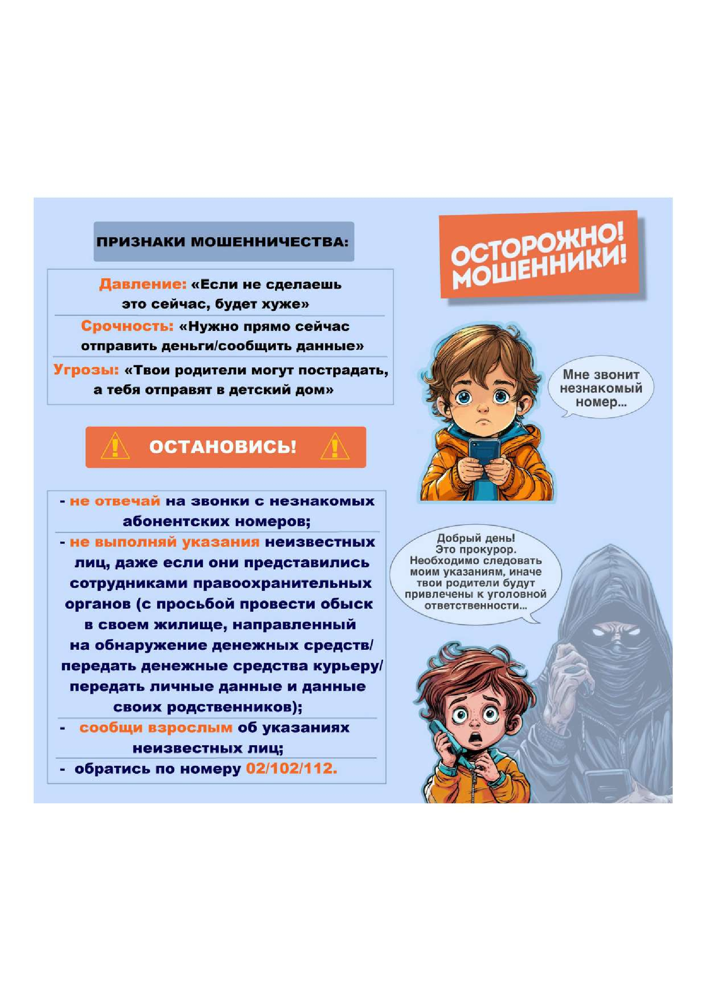 ПРИЗНАКИ МОШЕННИЧЕСТВА:
Давление: «Если не сделаешь
это сейчас, будет хуже»
Срочность: «Нужно прямо сейчас
отправить деньги/сообщить данные»
Угрозы: «Твои родители могут пострадать,
а тебя отправят в детский дом»
ОСТАНОВИСЬ!
- не отвечай на звонки с незнакомых
абонентских номеров;
- не выполняй указания неизвестных
лиц, даже если они представились
сотрудниками правоохранительных
органов (с просьбой провести обыск
в своем жилище, направленный
на обнаружение денежных средств/
передать денежные средства курьеру/
передать личные данные и данные
своих родственников);
- сообщи взрослым об указаниях
неизвестных лиц;
- обратись по номеру 02/102/112.
ОСТОРОЖНО!
МОШЕННИКИ!
Мне звонит
незнакомый
номер...
Добрый день!
Это прокурор.
Необходимо следовать
моим указаниям, иначе
твои родители будут
привлечены к уголовной
ответственности...